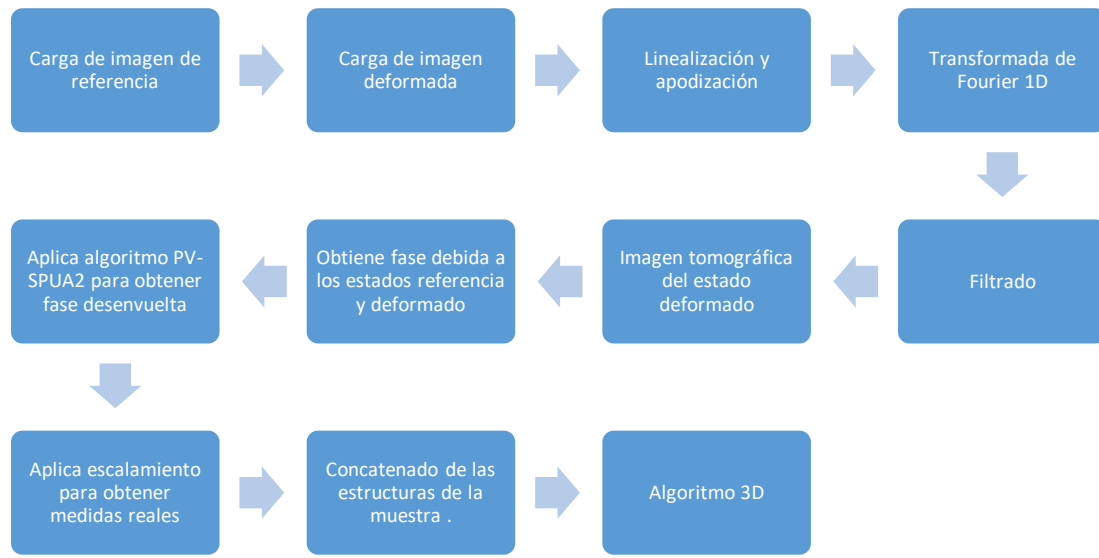 Carga de imagen de
referencia
Carga de imagen
deformada
Linealización y
apodización
Transformada de
Fourier 1D
Filtrado
Imagen tomográfica
del estado
deformado
Obtiene fase debida a
los estados referencia
y deformado
Aplica algoritmo PV-
SPUA2 para obtener
fase desenvuelta
Aplica escalamiento
para obtener
medidas reales
Concatenado de las
estructuras de la
muestra .
Algoritmo 3D